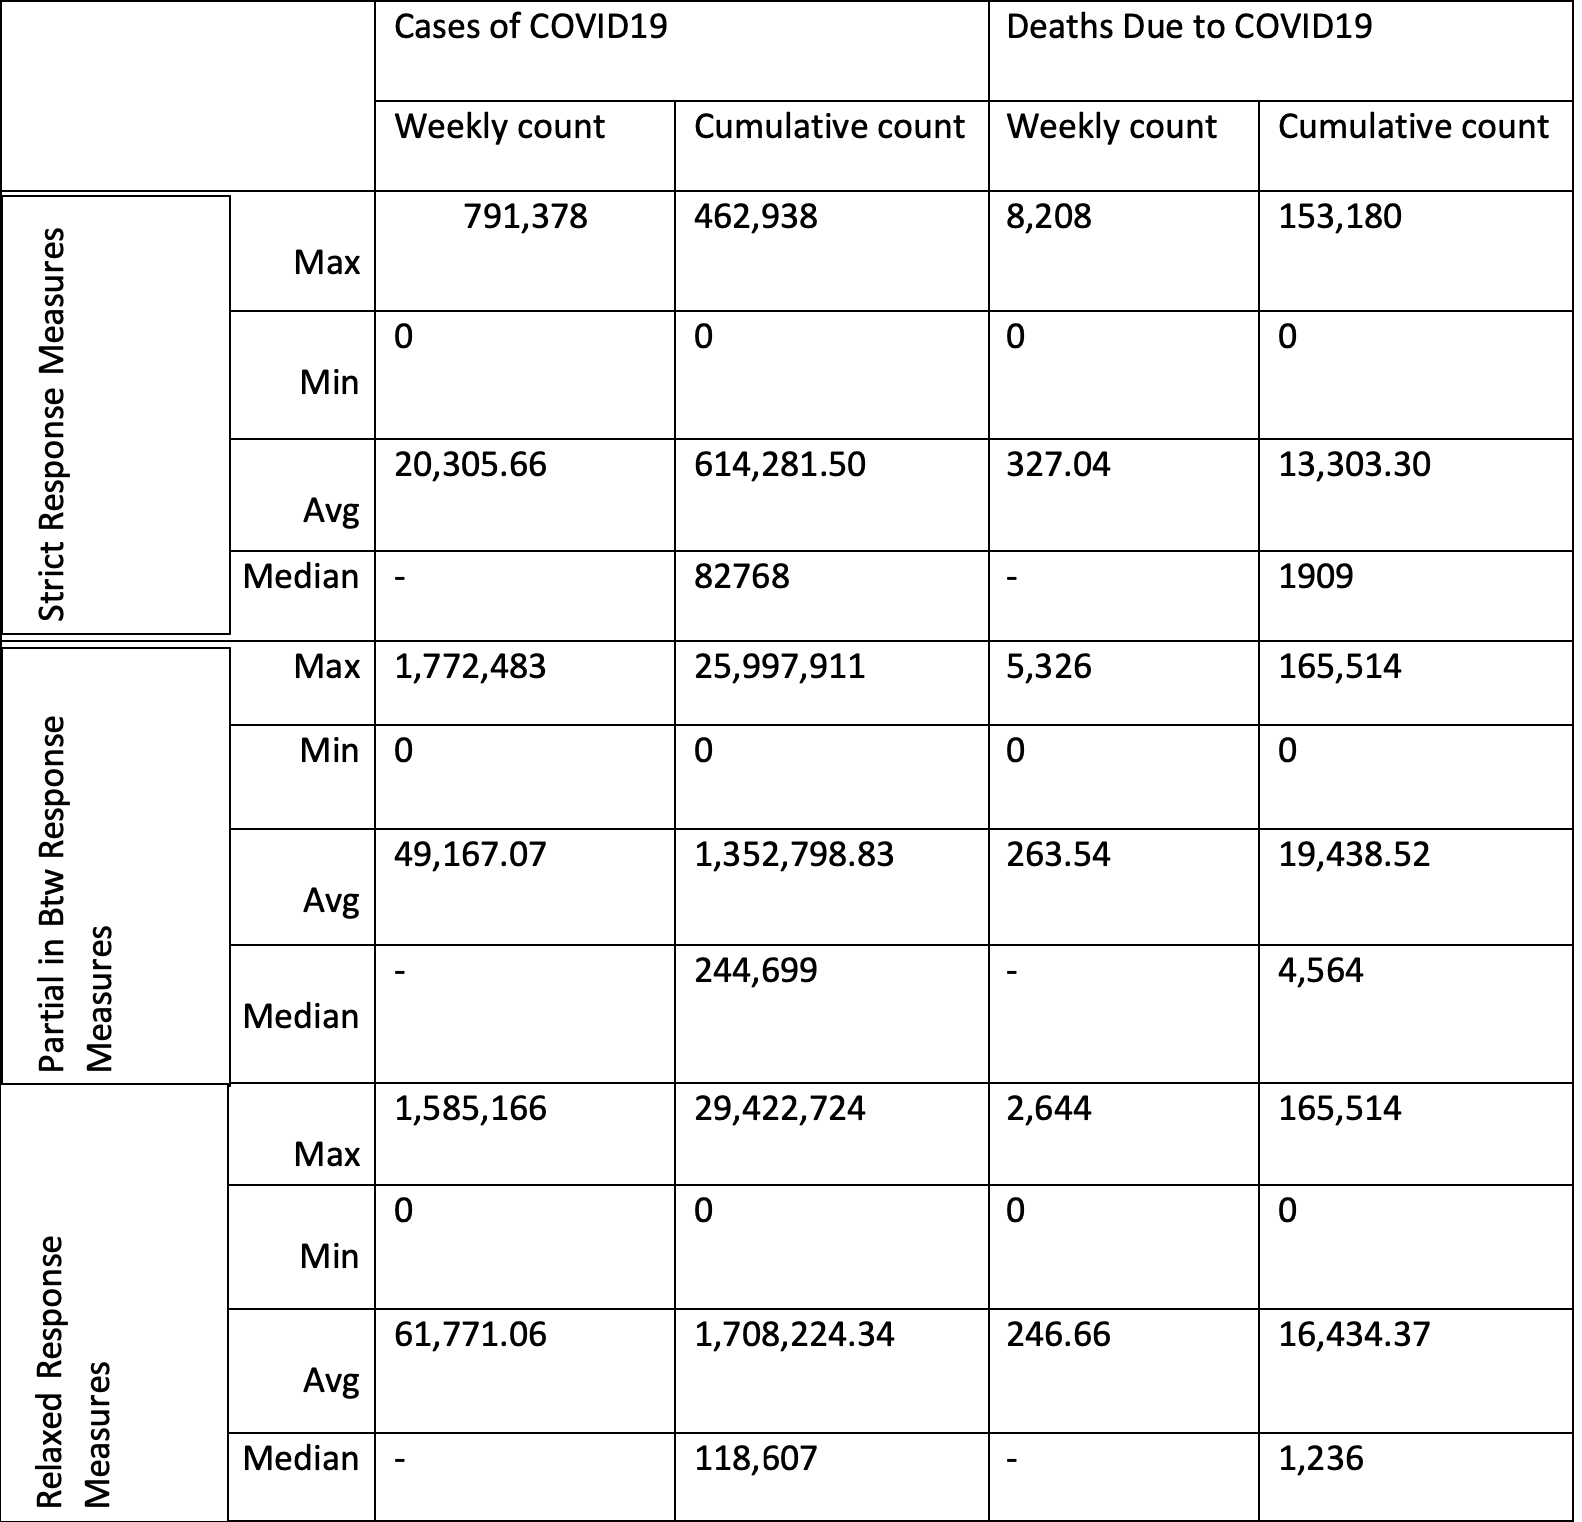 Cases of COVID19 Deaths Due to COVID19
Weekly count Cumulative count Weekly count Cumulative count
Strict Response Measures
Max 791,378 462,938 8,208 153,180
Min 0 0 0 0
Avg 20,305.66 614,281.50 327.04 13,303.30
Median - 82768 - 1909
Partial in Btw Response
Measures
Max 1,772,483 25,997,911 5,326 165,514
Min 0 0 0 0
Avg 49,167.07 1,352,798.83 263.54 19,438.52
Median - 244,699 - 4,564
Relaxed Response
Measures
Max 1,585,166 29,422,724 2,644 165,514
Min 0 0 0 0
Avg 61,771.06 1,708,224.34 246.66 16,434.37
Median - 118,607 - 1,236